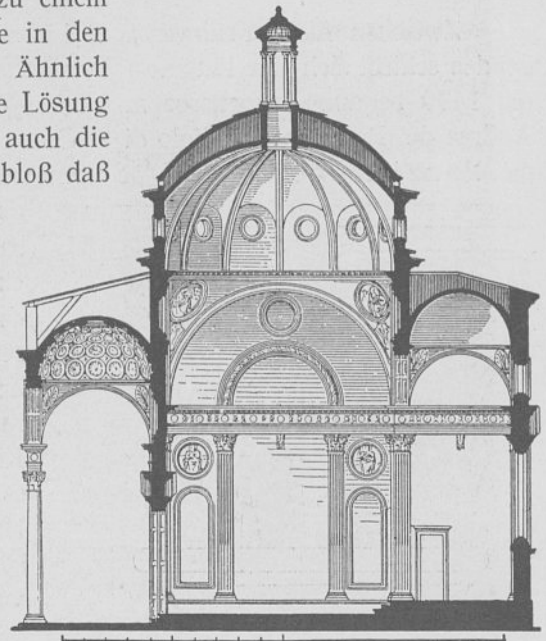 zu einem
e in den
Ähnlich
e Lösung
auch die
bloß daß